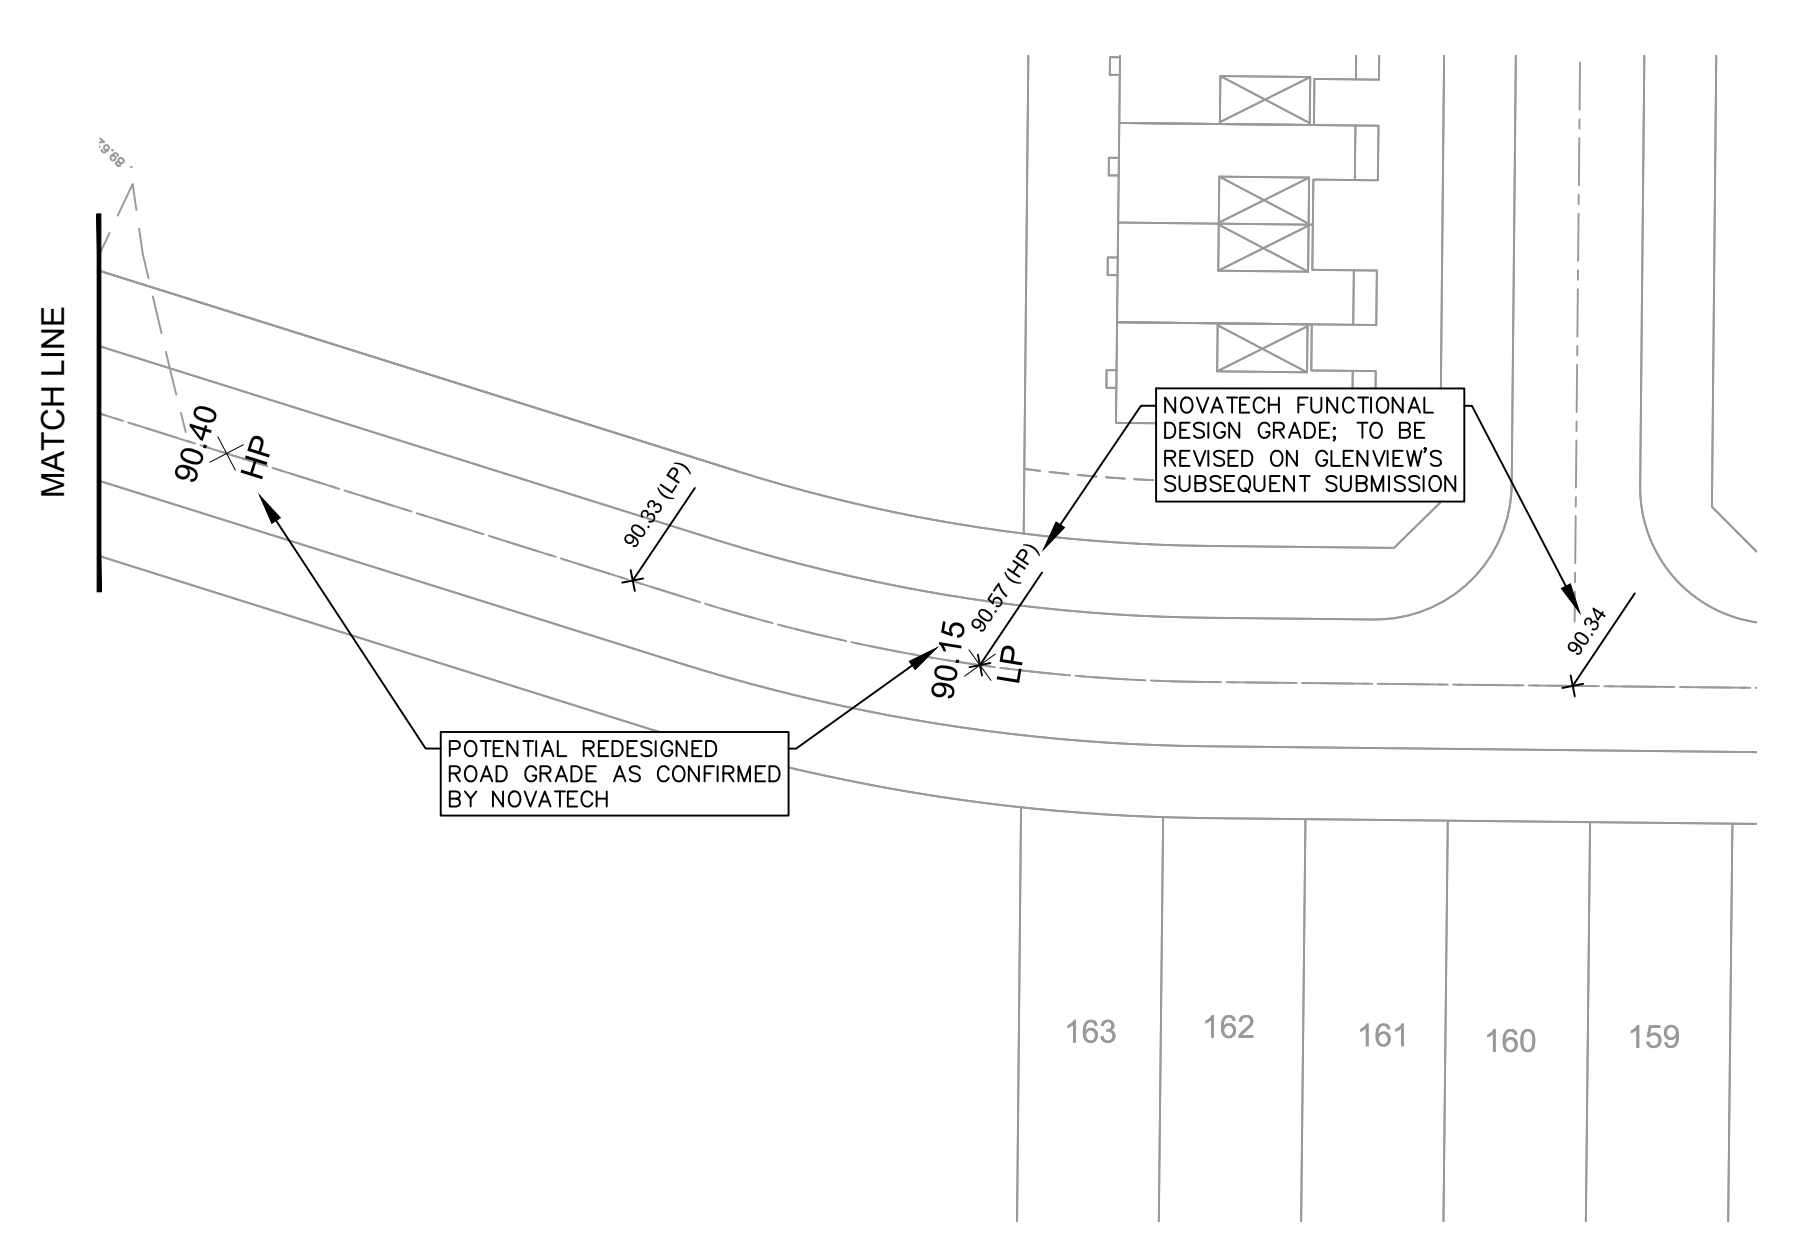 MATCH LINE
90.40
HP
90.33 (LP)
NOVATECH FUNCTIONAL
DESIGN GRADE; TO BE
REVISED ON GLENVIEW'S
SUBSEQUENT SUBMISSION
90.57 (HP)
90.15
LP
90.34
POTENTIAL REDESIGNED
ROAD GRADE AS CONFIRMED
BY NOVATECH
163
162
161
160
159